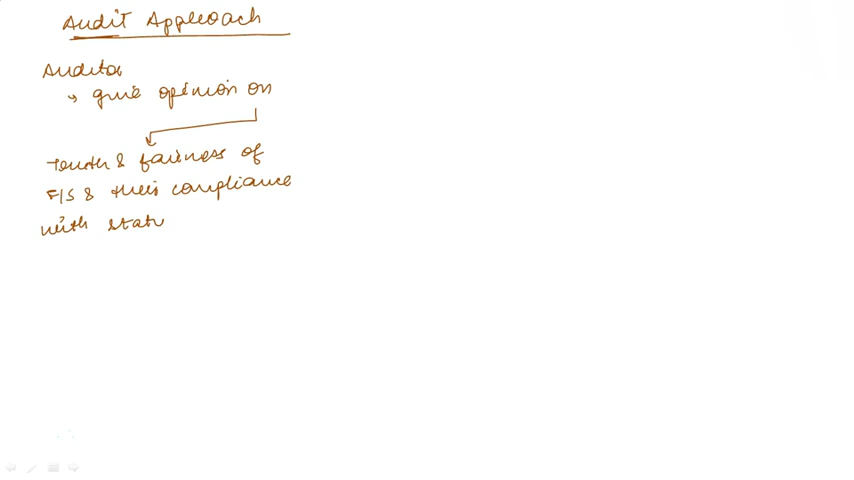 Audit Approach
Auditor
→ give opinion on
Truth & fairness of
F/S & their compliance
with statu